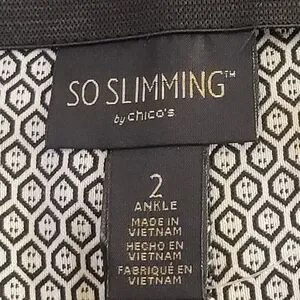 SO SLIMMING™
by chico's
2
ANKLE
MADE IN
VIETNAM
HECHO EN
VIETNAM
FABRIQUÉ EN
VIETNAM